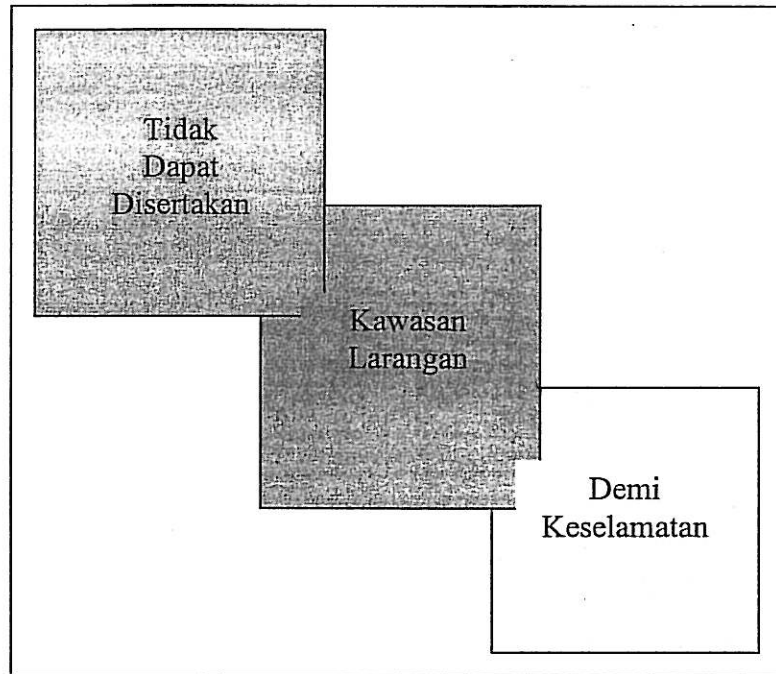 Tidak
Dapat
Disertakan
Kawasan
Larangan
Demi
Keselamatan